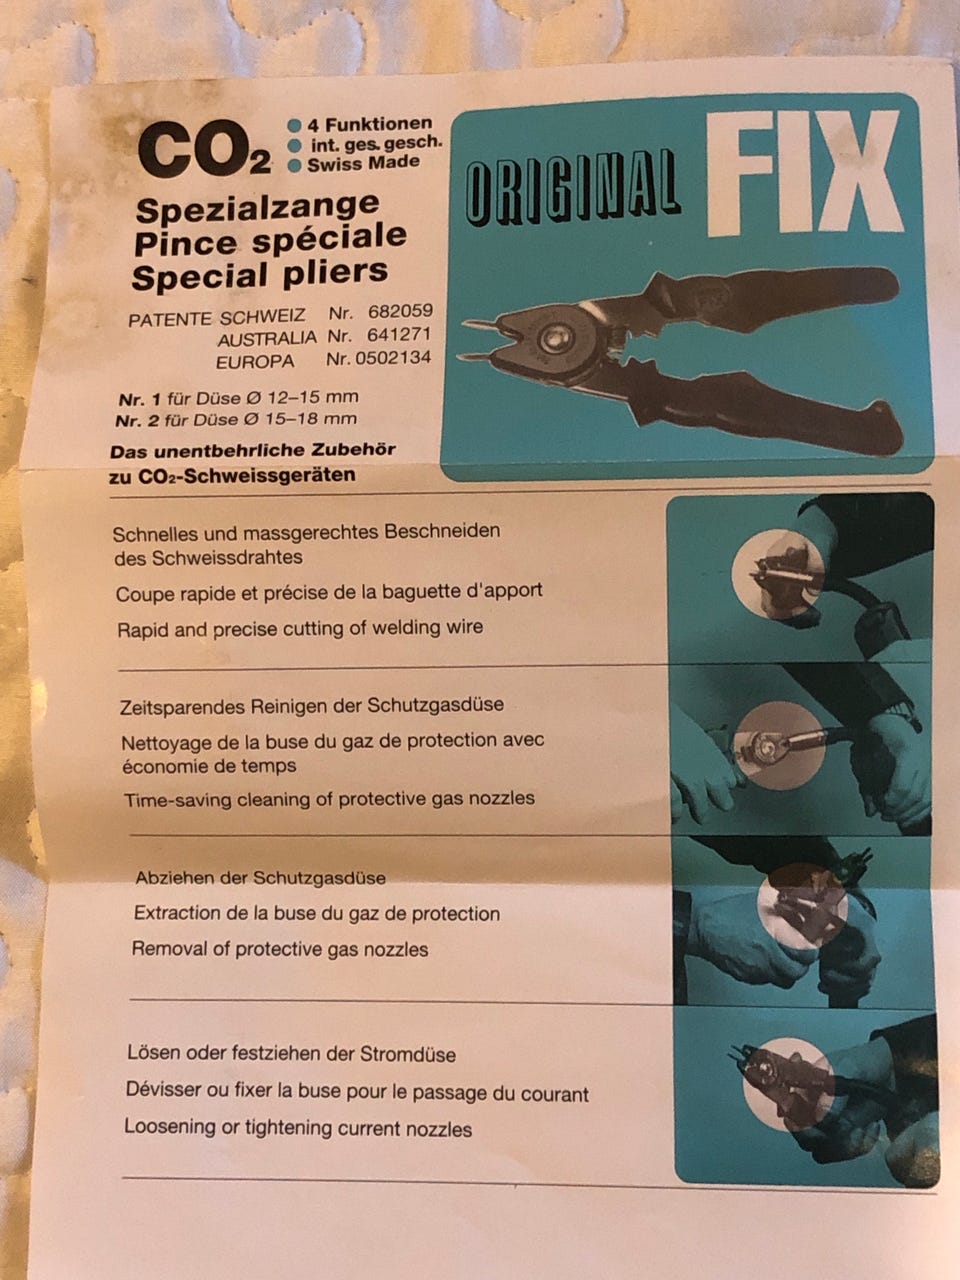 CO2
4 Funktionen
int. ges. gesch.
Swiss Made
Spezialzange
Pince spéciale
Special pliers
PATENTE SCHWEIZ Nr. 682059
AUSTRALIA Nr. 641271
EUROPA Nr. 0502134
Nr. 1 für Düse Ø 12–15 mm
Nr. 2 für Düse Ø 15–18 mm
Das unentbehrliche Zubehör
zu CO2-Schweissgeräten
ORIGINAL FIX
Schnelles und massgerechtes Beschneiden
des Schweissdrahtes
Coupe rapide et précise de la baguette d'apport
Rapid and precise cutting of welding wire
Zeitsparendes Reinigen der Schutzgasdüse
Nettoyage de la buse du gaz de protection avec
économie de temps
Time-saving cleaning of protective gas nozzles
Abziehen der Schutzgasdüse
Extraction de la buse du gaz de protection
Removal of protective gas nozzles
Lösen oder festziehen der Stromdüse
Dévisser ou fixer la buse pour le passage du courant
Loosening or tightening current nozzles